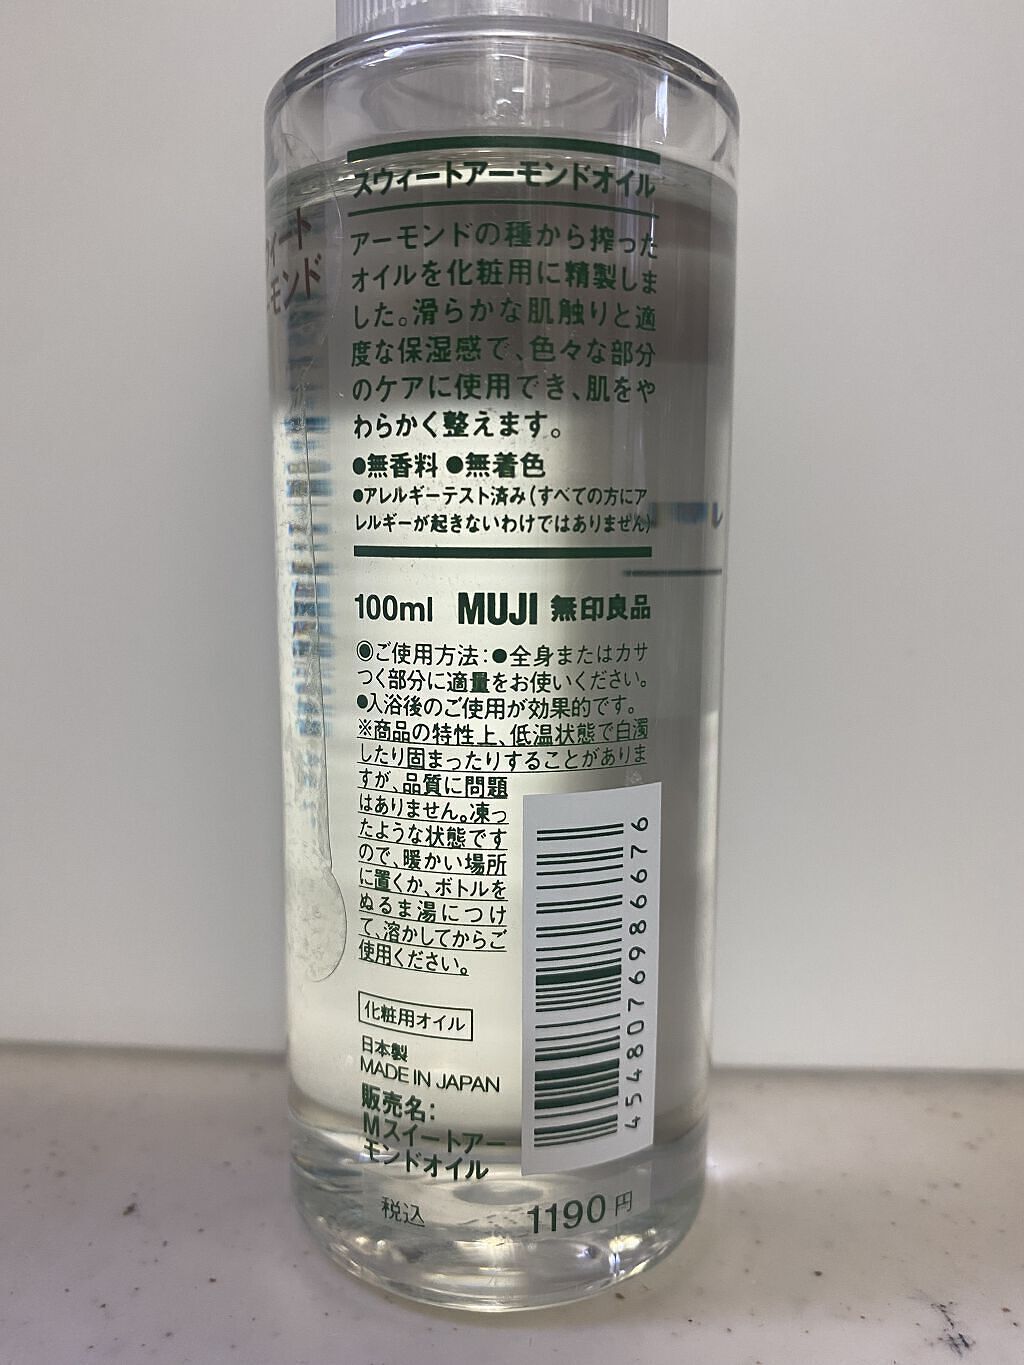 スウィートアーモンドオイル
アーモンドの種から搾った
オイルを化粧用に精製しま
した。滑らかな肌触りと適
度な保湿感で、色々な部分
のケアに使用でき、肌をや
わらかく整えます。
●無香料 ●無着色
●アレルギーテスト済み(すべての方にア
レルギーが起きないわけではありません)
100ml MUJI 無印良品
◉ご使用方法:●全身またはカサ
つく部分に適量をお使いください。
●入浴後のご使用が効果的です。
※商品の特性上、低温状態で白濁
したり固まったりすることがありま
すが、品質に問題
はありません。凍っ
たような状態です
ので、暖かい場所
に置くか、ボトルを
ぬるま湯につけ
て、溶かしてからご
使用ください。
化粧用オイル
日本製
MADE IN JAPAN
販売名:
Mスイートアー
モンドオイル
税込 1190円
4548076986676
イート
モンド